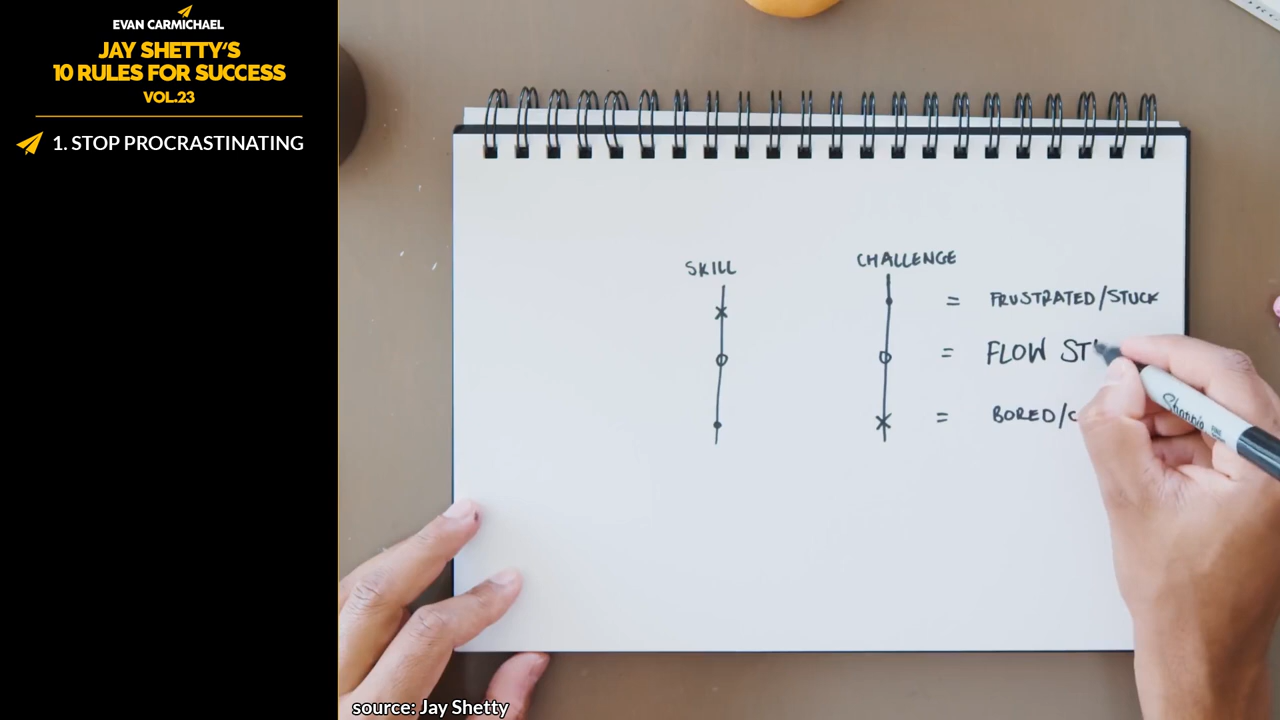 EVAN CARMICHAEL
JAY SHETTY'S
10 RULES FOR SUCCESS
VOL.23
1. STOP PROCRASTINATING
SKILL
CHALLENGE
= FRUSTRATED/STUCK
= FLOW
= BORED/
Sharpie
source: Jay Shetty